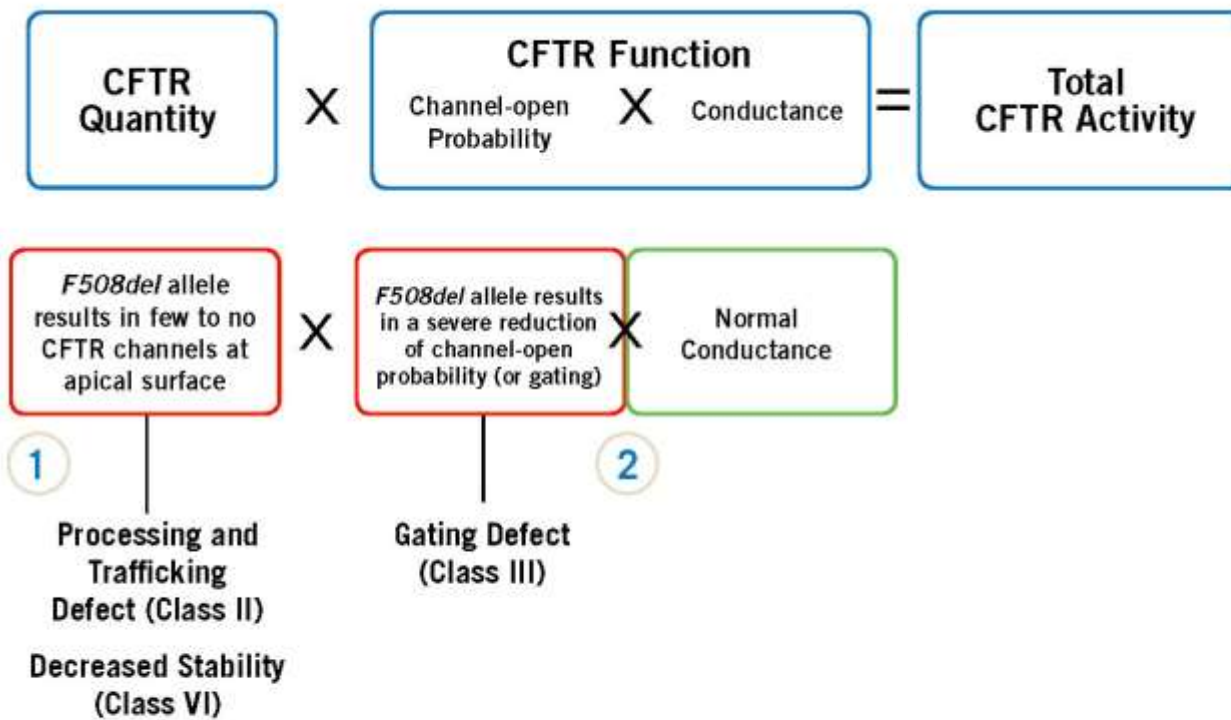 CFTR
Quantity
X
CFTR Function
Channel-open
Probability
X
Conductance
=
Total
CFTR Activity
F508del allele
results in few to no
CFTR channels at
apical surface
X
F508del allele results
in a severe reduction
of channel-open
probability (or gating)
X
Normal
Conductance
1
2
Processing and
Trafficking
Defect (Class II)
Decreased Stability
(Class VI)
Gating Defect
(Class III)